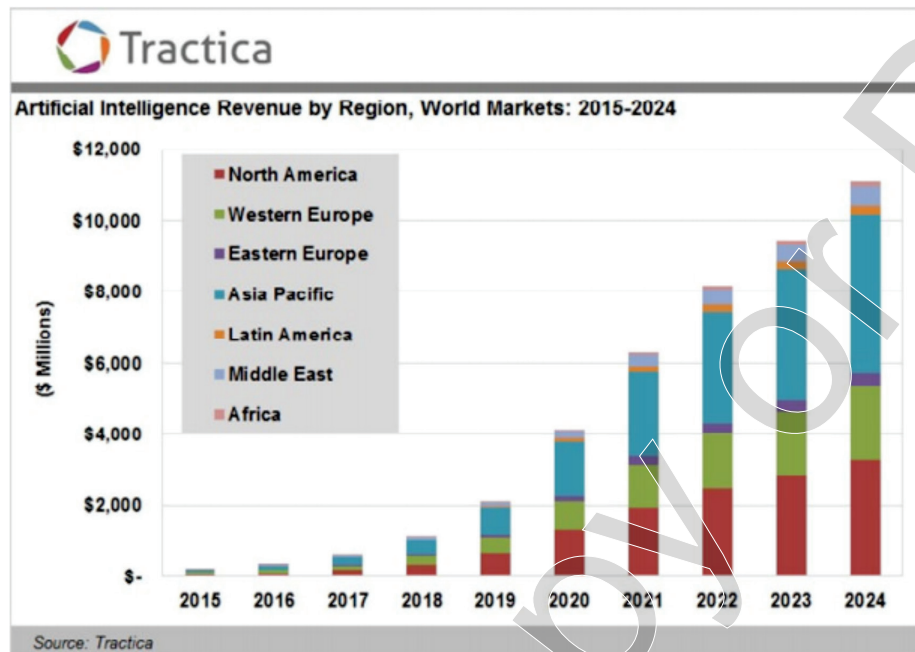 Tractica
Artificial Intelligence Revenue by Region, World Markets: 2015-2024
$12,000
$10,000
$8,000
$6,000
$4,000
$2,000
$-
($ Millions)
North America
Western Europe
Eastern Europe
Asia Pacific
Latin America
Middle East
Africa
2015 2016 2017 2018 2019 2020 2021 2022 2023 2024
Source: Tractica
py or